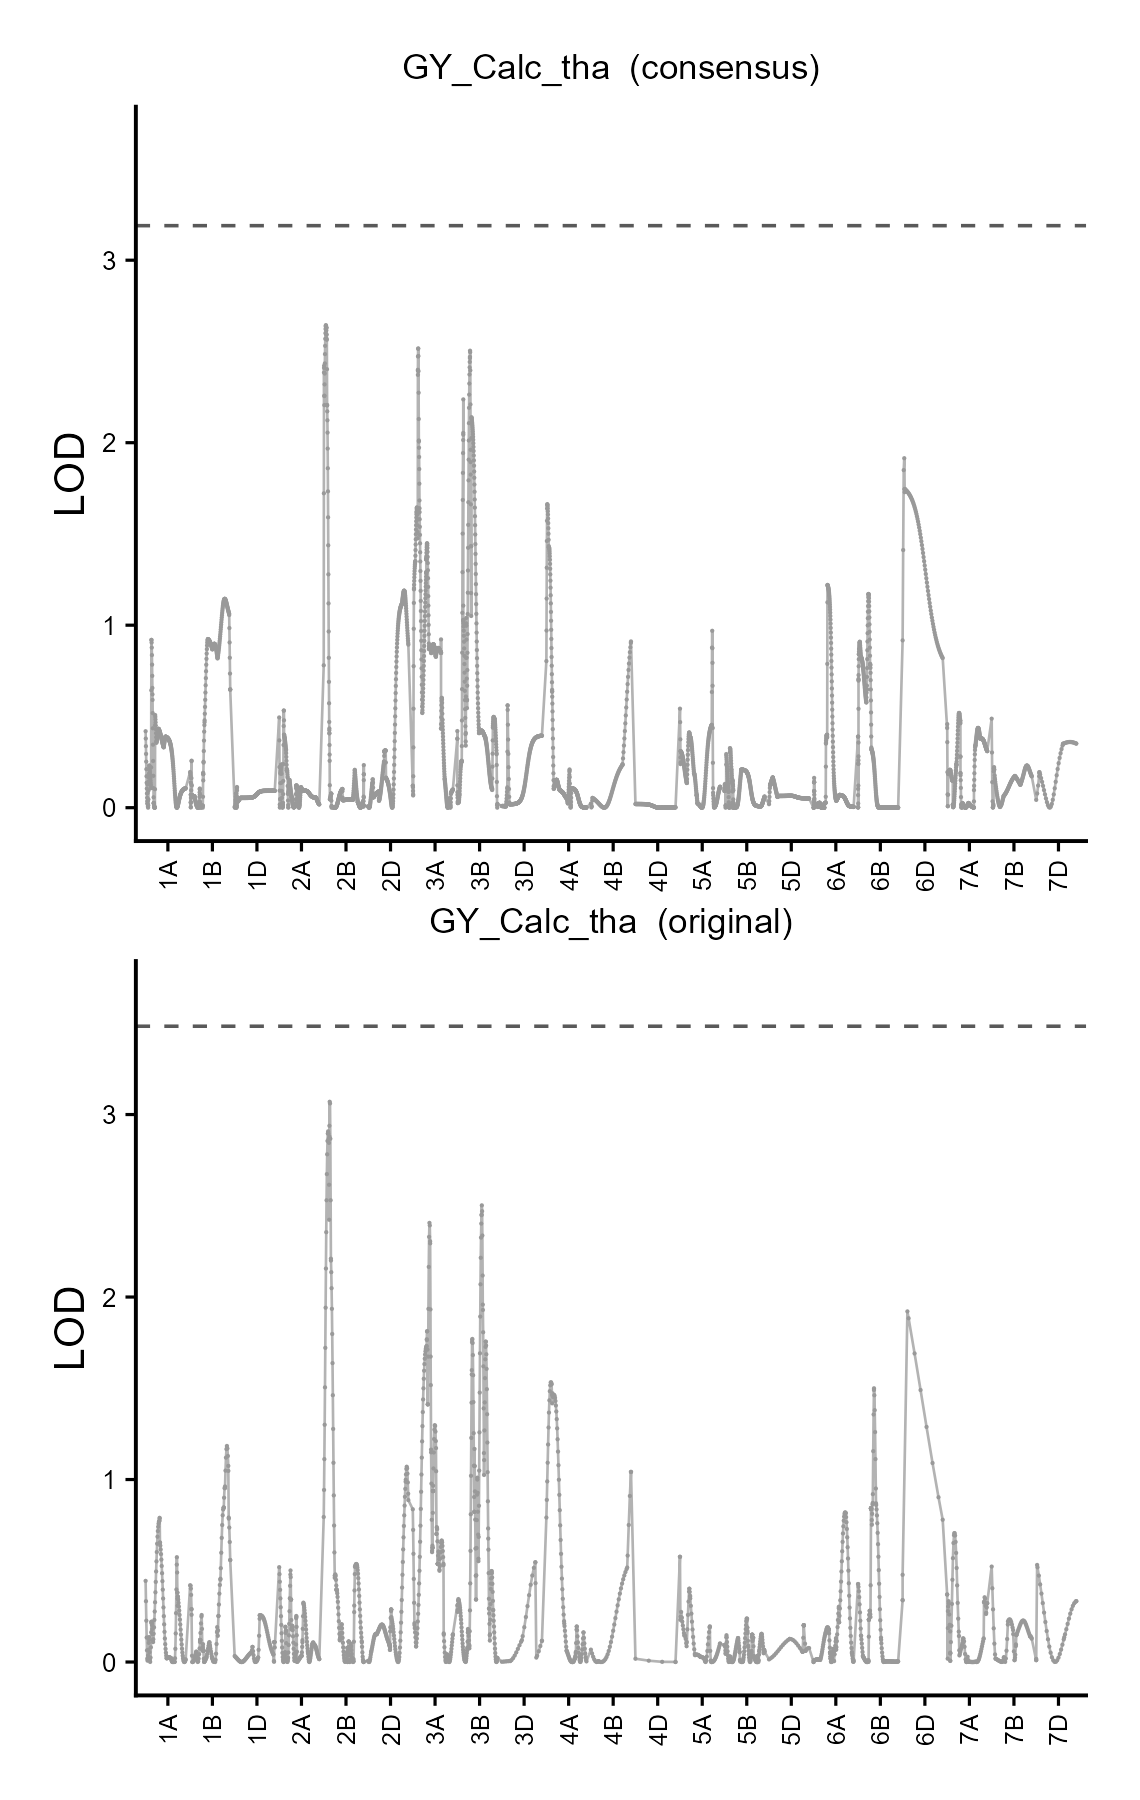 GY_Calc_tha (consensus)
LOD
3
2
1
0
1A 1B 1D 2A 2B 2D 3A 3B 3D 4A 4B 4D 5A 5B 5D 6A 6B 6D 7A 7B 7D
GY_Calc_tha (original)
LOD
3
2
1
0
1A 1B 1D 2A 2B 2D 3A 3B 3D 4A 4B 4D 5A 5B 5D 6A 6B 6D 7A 7B 7D